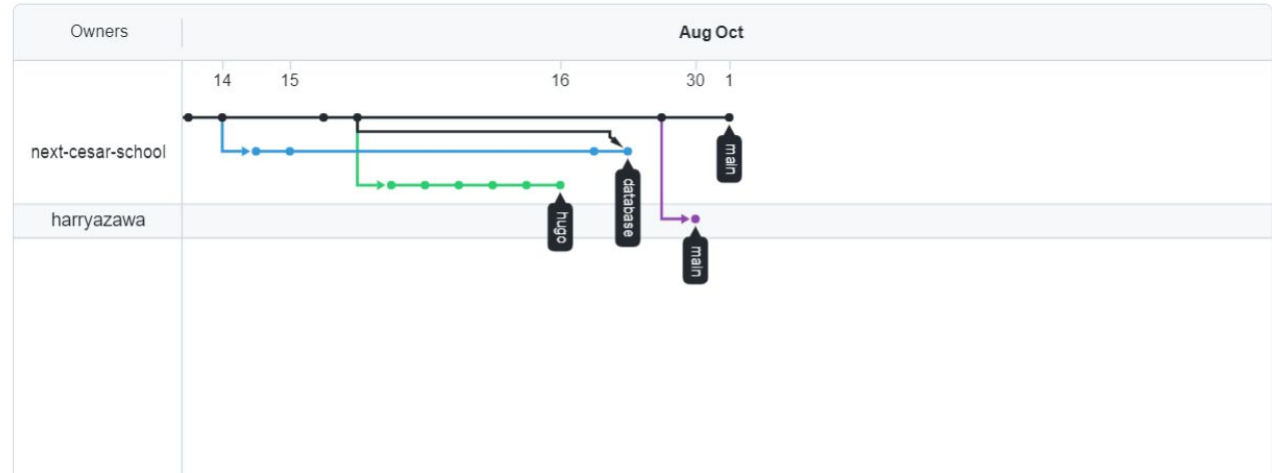 Owners
Aug Oct
14 15 16 30 1
next-cesar-school
main
database
hugo
harryazawa
main